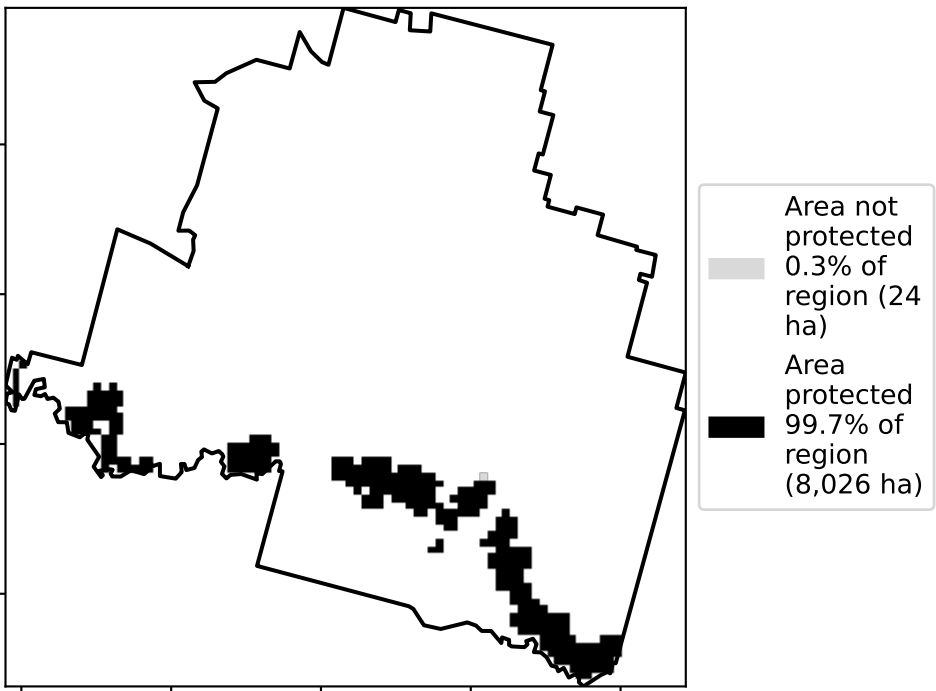 Area not
protected
0.3% of
region (24
ha)
Area
protected
99.7% of
region
(8,026 ha)